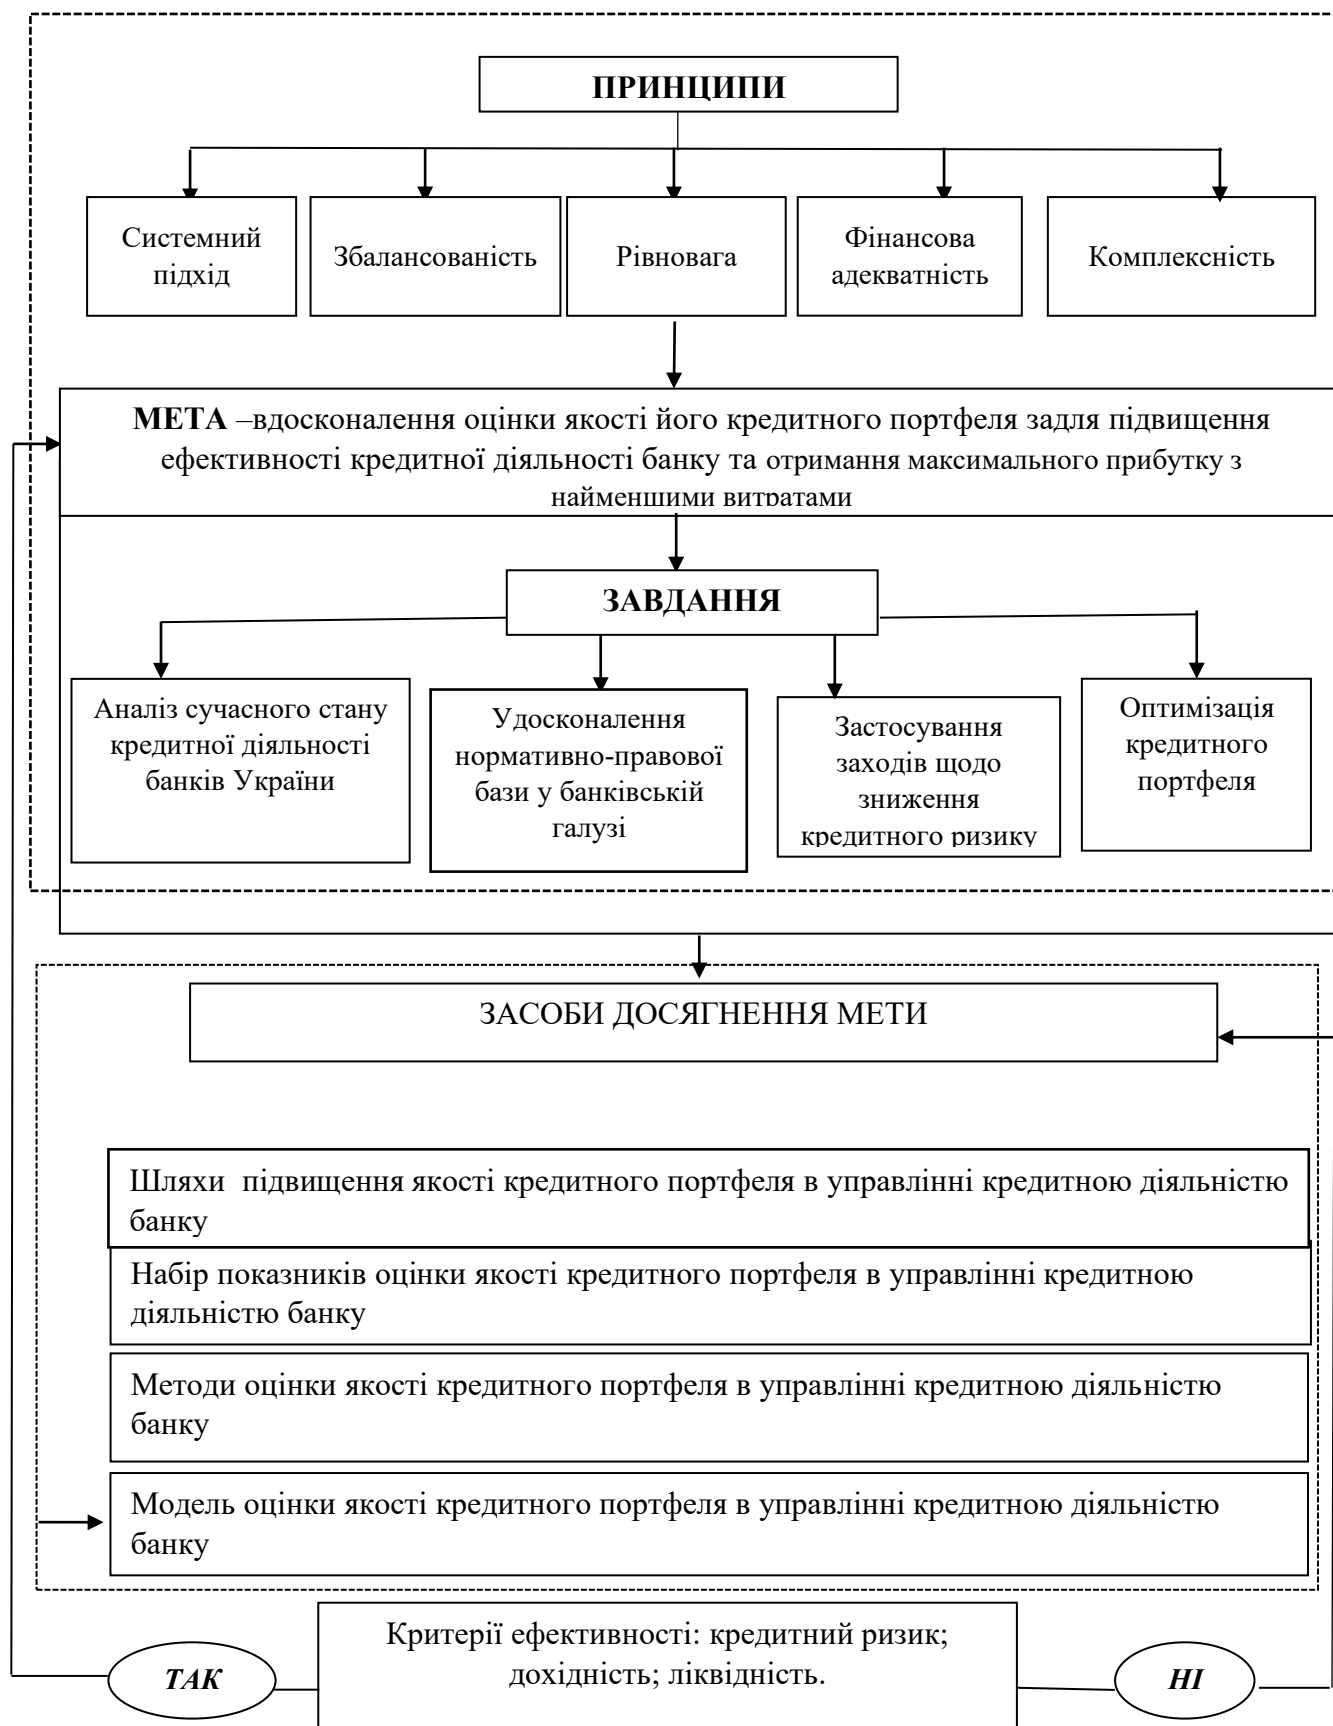 ПРИНЦИПИ
Системний
підхід
Збалансованість
Рівновага
Фінансова
адекватність
Комплексність
МЕТА –вдосконалення оцінки якості його кредитного портфеля задля підвищення
ефективності кредитної діяльності банку та отримання максимального прибутку з
найменшими витратами
ЗАВДАННЯ
Аналіз сучасного стану
кредитної діяльності
банків України
Удосконалення
нормативно-правової
бази у банківській
галузі
Застосування
заходів щодо
зниження
кредитного ризику
Оптимізація
кредитного
портфеля
ЗАСОБИ ДОСЯГНЕННЯ МЕТИ
Шляхи  підвищення якості кредитного портфеля в управлінні кредитною діяльністю
банку
Набір показників оцінки якості кредитного портфеля в управлінні кредитною
діяльністю банку
Методи оцінки якості кредитного портфеля в управлінні кредитною діяльністю
банку
Модель оцінки якості кредитного портфеля в управлінні кредитною діяльністю
банку
Критерії ефективності: кредитний ризик;
дохідність; ліквідність.
ТАК
НІ